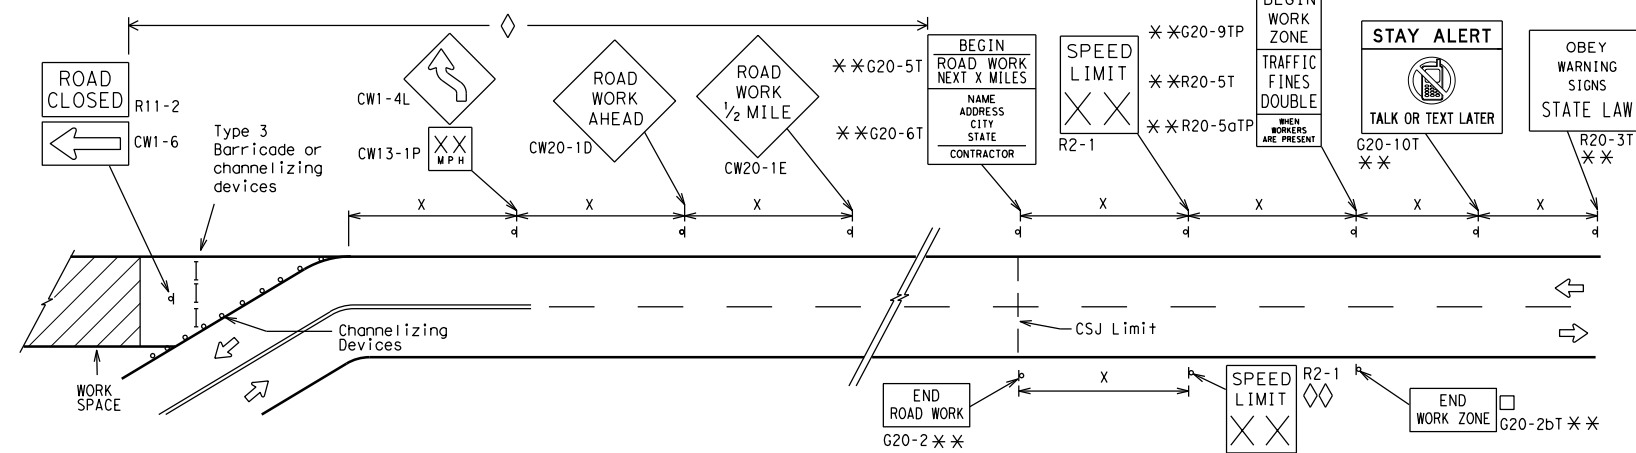 ROAD
CLOSED
R11-2
CW1-6
Type 3
Barricade or
channelizing
devices
CW1-4L
CW13-1P
XX
MPH
ROAD
WORK
AHEAD
CW20-1D
ROAD
WORK
1/2 MILE
CW20-1E
**G20-5T
**G20-6T
BEGIN
ROAD WORK
NEXT X MILES
NAME
ADDRESS
CITY
STATE
CONTRACTOR
SPEED
LIMIT
XX
R2-1
**G20-9TP
**R20-5T
**R20-5aTP
BEGIN
WORK
ZONE
TRAFFIC
FINES
DOUBLE
WHEN
WORKERS
ARE PRESENT
STAY ALERT
TALK OR TEXT LATER
G20-10T
**
OBEY
WARNING
SIGNS
STATE LAW
R20-3T
**
X
X
X
X
X
X
X
Channelizing
Devices
CSJ Limit
WORK
SPACE
END
ROAD WORK
G20-2 **
X
SPEED
LIMIT
XX
R2-1
END
WORK ZONE
G20-2bT **